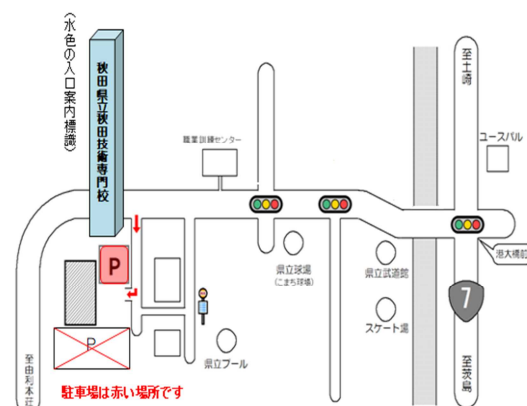 (水色の入口案内標識)
秋田県立秋田技術専門校
職業訓練センター
至土崎
ユースパル
港大橋前
県立球場
(こまち球場)
県立武道館
7
スケート場
P
P
県立プール
至由利本荘
至茨島
駐車場は赤い場所です